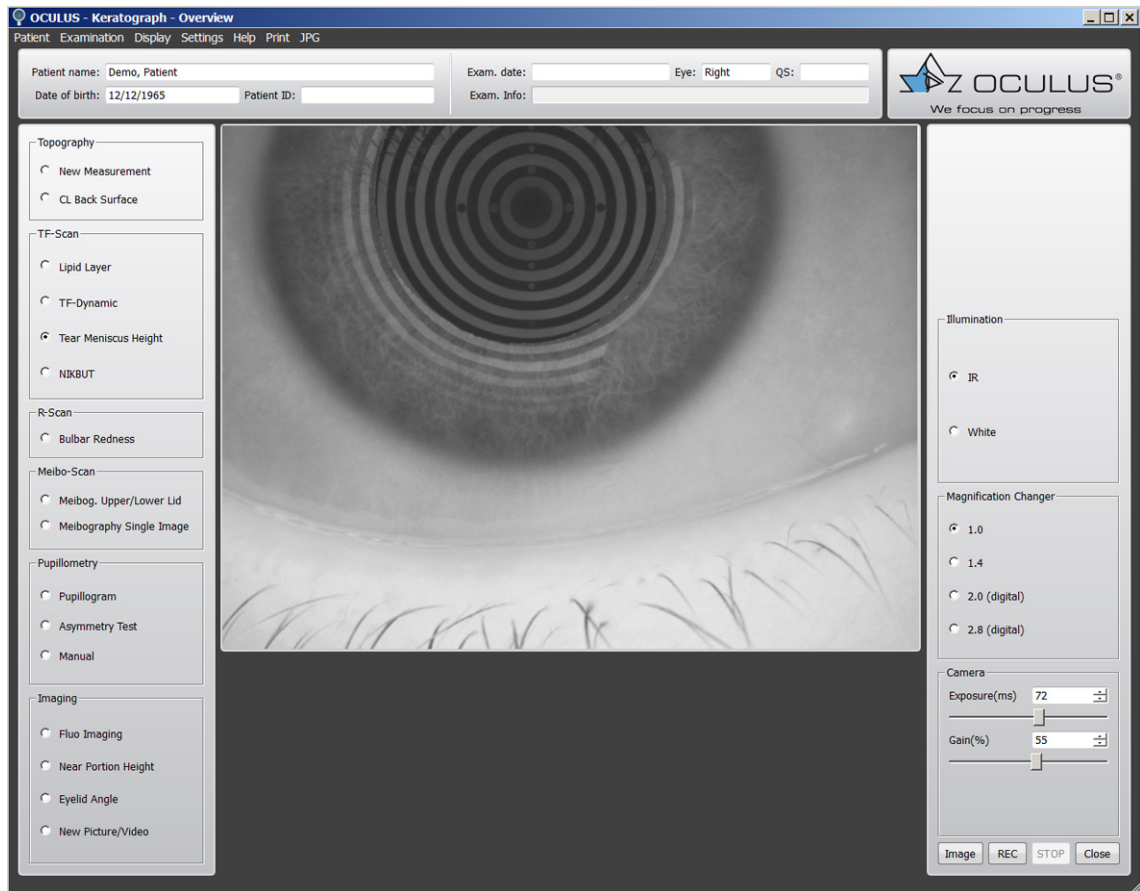 OCULUS - Keratograph - Overview
Patient Examination Display Settings Help Print JPG
Patient name: Demo, Patient
Date of birth: 12/12/1965 Patient ID:
Exam. date: Eye: Right QS:
Exam. Info:
OCULUS®
We focus on progress
Topography
New Measurement
CL Back Surface
TF-Scan
Lipid Layer
TF-Dynamic
Tear Meniscus Height
NIKBUT
R-Scan
Bulbar Redness
Meibo-Scan
Meibog. Upper/Lower Lid
Meibography Single Image
Pupillometry
Pupillogram
Asymmetry Test
Manual
Imaging
Fluo Imaging
Near Portion Height
Eyelid Angle
New Picture/Video
Illumination
IR
White
Magnification Changer
1.0
1.4
2.0 (digital)
2.8 (digital)
Camera
Exposure(ms) 72
Gain(%) 55
Image REC STOP Close